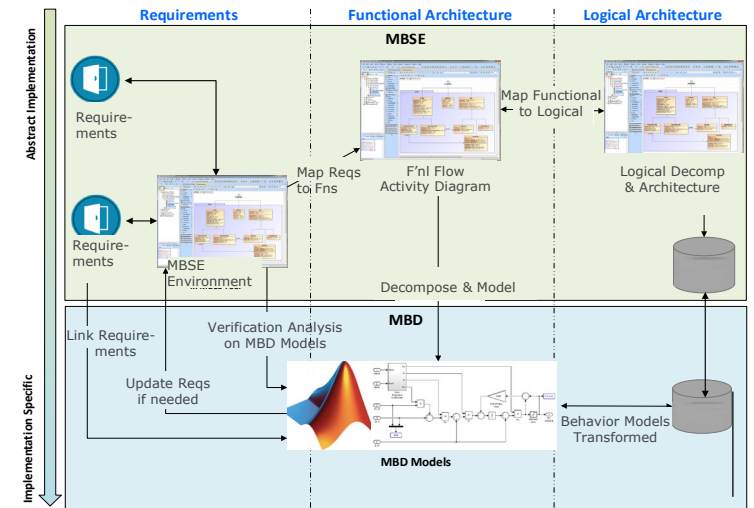 Requirements
Functional Architecture
Logical Architecture
Abstract Implementation
Implementation Specific
MBSE
Require-
ments
Map Functional
to Logical
Map Reqs
to Fns
F'nl Flow
Activity Diagram
Logical Decomp
& Architecture
Require-
ments
MBSE
Environment
Decompose & Model
MBD
Link Require-
ments
Verification Analysis
on MBD Models
Update Reqs
if needed
Behavior Models
Transformed
MBD Models